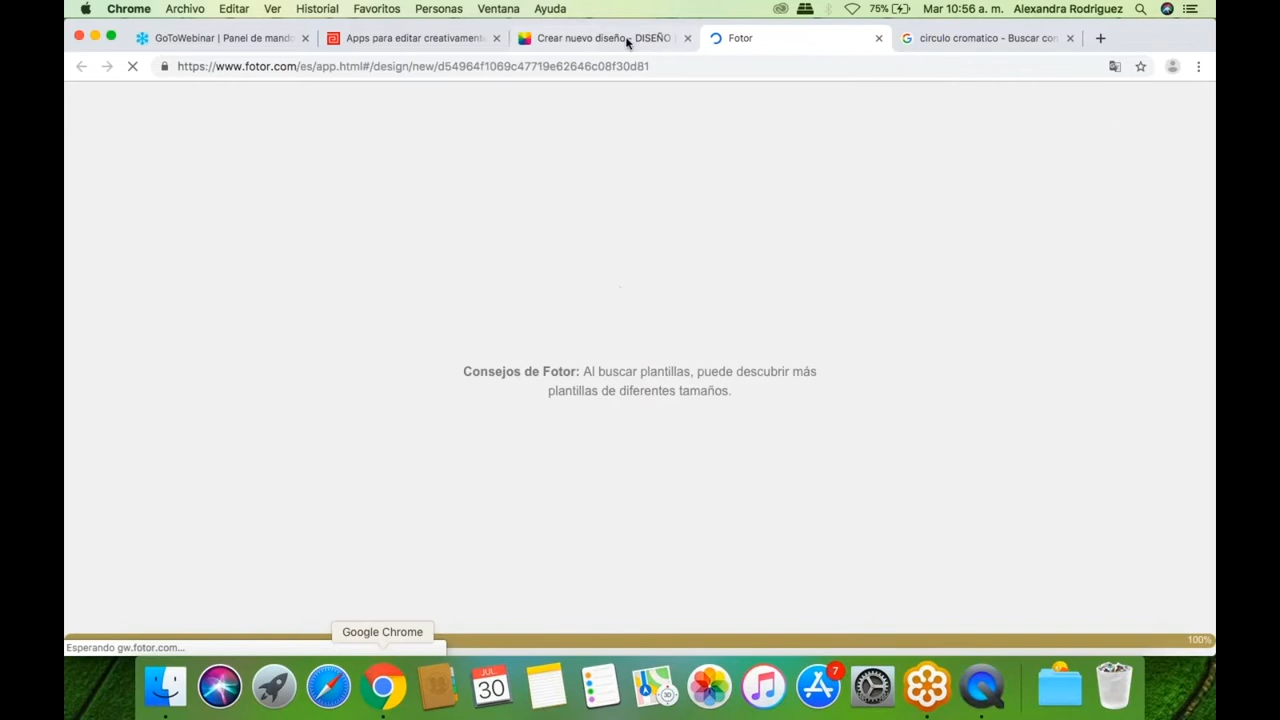 Chrome Archivo Editar Ver Historial Favoritos Personas Ventana Ayuda 75% Mar 10:56 a. m. Alexandra Rodriguez
GoToWebinar | Panel de mando Apps para editar creativament Crear nuevo diseño - DISEÑO | Fotor circulo cromatico - Buscar con
https://www.fotor.com/es/app.html#/design/new/d54964f1069c47719e62646c08f30d81
Consejos de Fotor: Al buscar plantillas, puede descubrir más
plantillas de diferentes tamaños.
Google Chrome
100%
Esperando gw.fotor.com...
JUL
30
3D
7